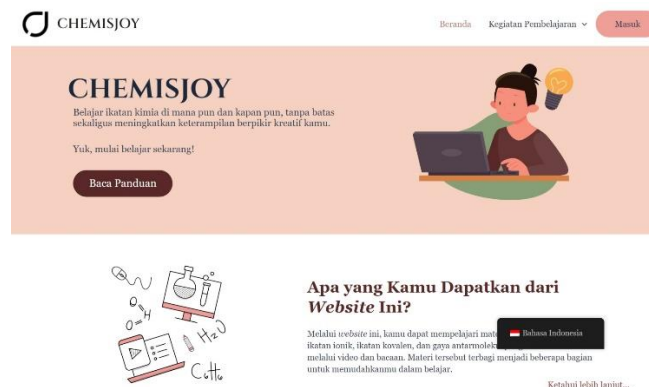 CHEMISJOY
Beranda Kegiatan Pembelajaran Masuk
CHEMISJOY
Belajar ikatan kimia di mana pun dan kapan pun, tanpa batas
sekaligus meningkatkan keterampilan berpikir kreatif kamu.
Yuk, mulai belajar sekarang!
Baca Panduan
Apa yang Kamu Dapatkan dari
Website Ini?
Melalui website ini, kamu dapat mempelajari
ikatan ionik, ikatan kovalen, dan gaya
melalui video dan bacaan. Materi tersebut terbagi menjadi beberapa bagian
untuk memudahkanmu dalam belajar.
Bahasa Indonesia
Ketahui lebih lanjut...
O
H
O
H₂O
C₆H₆